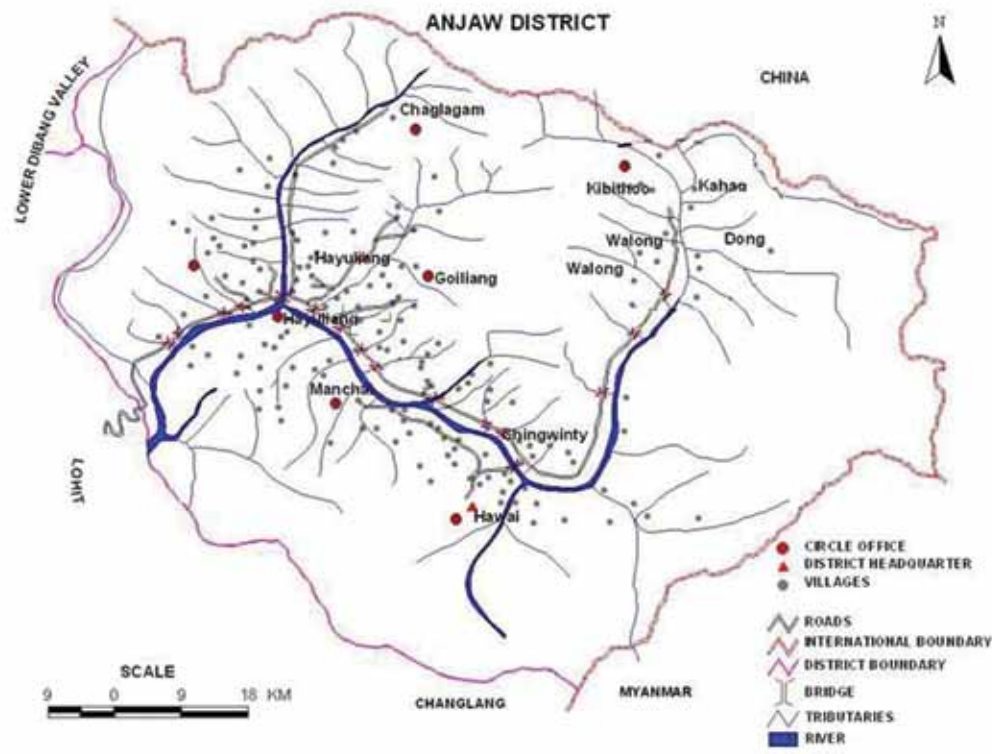 ANJAW DISTRICT
N
CHINA
LOWER DIBANG VALLEY
Chaglagam
Kibithoo
Kahao
Walong
Dong
Hayuliang
Walong
Goiliang
Hayuliang
Manchal
Chingwinty
LOHIT
Hawai
CIRCLE OFFICE
DISTRICT HEADQUARTER
VILLAGES
ROADS
INTERNATIONAL BOUNDARY
DISTRICT BOUNDARY
BRIDGE
TRIBUTARIES
RIVER
SCALE
9 0 9 18 KM
CHANGLANG
MYANMAR